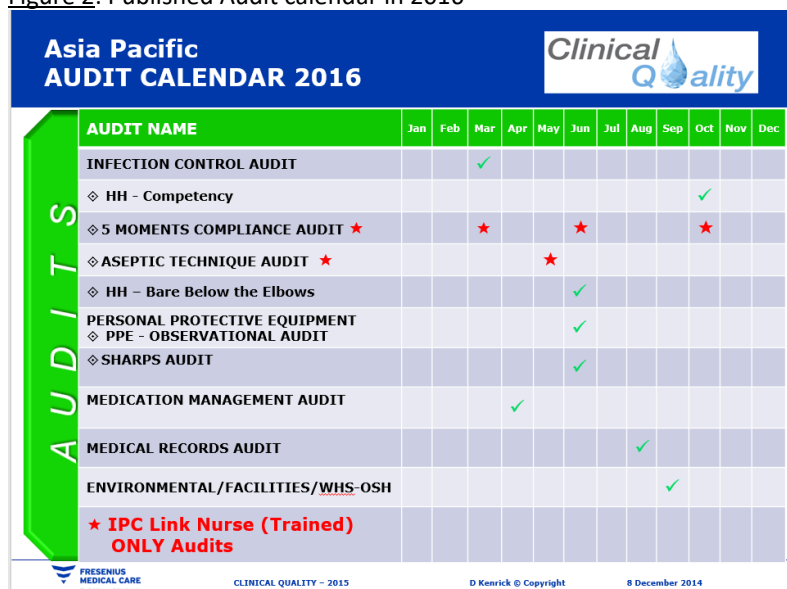 Figure 2: Published Audit calendar in 2016
Asia Pacific
AUDIT CALENDAR 2016
Clinical
Quality
AUDITS
AUDIT NAME Jan Feb Mar Apr May Jun Jul Aug Sep Oct Nov Dec
INFECTION CONTROL AUDIT ✓
◈ HH - Competency ✓
◈ 5 MOMENTS COMPLIANCE AUDIT ★ ★ ★ ★
◈ ASEPTIC TECHNIQUE AUDIT ★ ★
◈ HH – Bare Below the Elbows ✓
PERSONAL PROTECTIVE EQUIPMENT
◈ PPE - OBSERVATIONAL AUDIT ✓
◈ SHARPS AUDIT ✓
MEDICATION MANAGEMENT AUDIT ✓
MEDICAL RECORDS AUDIT ✓
ENVIRONMENTAL/FACILITIES/WHS-OSH ✓
★ IPC Link Nurse (Trained)
ONLY Audits
FRESENIUS
MEDICAL CARE
CLINICAL QUALITY – 2015 D Kenrick © Copyright 8 December 2014